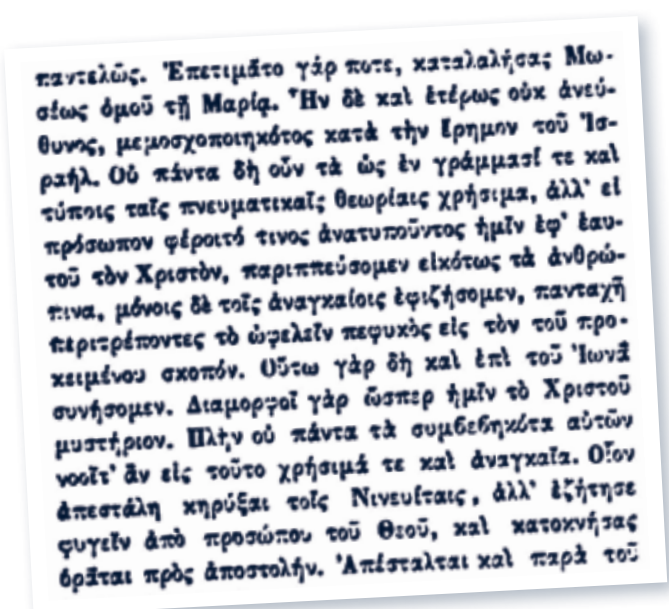 παντελῶς. Ἐπετιμᾶτο γάρ ποτε, καταλαλήσας Μω-
σέως ὁμοῦ τῇ Μαρίᾳ. Ἦν δὲ καὶ ἑτέρως οὐκ ἀνεύ-
θυνος, μεμοσχοποιηκότος κατὰ τὴν ἔρημον τοῦ Ἰσ-
ραήλ. Οὐ πάντα δὴ οὖν τὰ ὡς ἐν γράμμασί τε καὶ
τύποις ταῖς πνευματικαῖς θεωρίαις χρήσιμα, ἀλλ' εἰ
πρόσωπον φέροιτό τινος ἀνατυποῦντος ἡμῖν ἐφ' ἑαυ-
τοῦ τὸν Χριστὸν, παριππεύσομεν εἰκότως τὰ ἀνθρώ-
πινα, μόνοις δὲ τοῖς ἀναγκαίοις ἐφιζήσομεν, πανταχῆ
περιτρέποντες τὸ ὠφελεῖν πεφυκὸς εἰς τὸν τοῦ προ-
κειμένου σκοπόν. Οὕτω γὰρ δὴ καὶ ἐπὶ τοῦ Ἰωνᾶ
συνήσομεν. Διαμορφοῖ γὰρ ὥσπερ ἡμῖν τὸ Χριστοῦ
μυστήριον. Πλὴν οὐ πάντα τὰ συμβεβηκότα αὐτῶν
νοοῖτ' ἂν εἰς τοῦτο χρήσιμά τε καὶ ἀναγκαῖα. Οἷον
ἀπεστάλη κηρύξαι τοῖς Νινευίταις, ἀλλ' ἐζήτησε
φυγεῖν ἀπὸ προσώπου τοῦ Θεοῦ, καὶ κατοκνήσας
ὁρᾶται πρὸς ἀποστολήν. Ἀπέσταλται καὶ παρὰ τοῦ